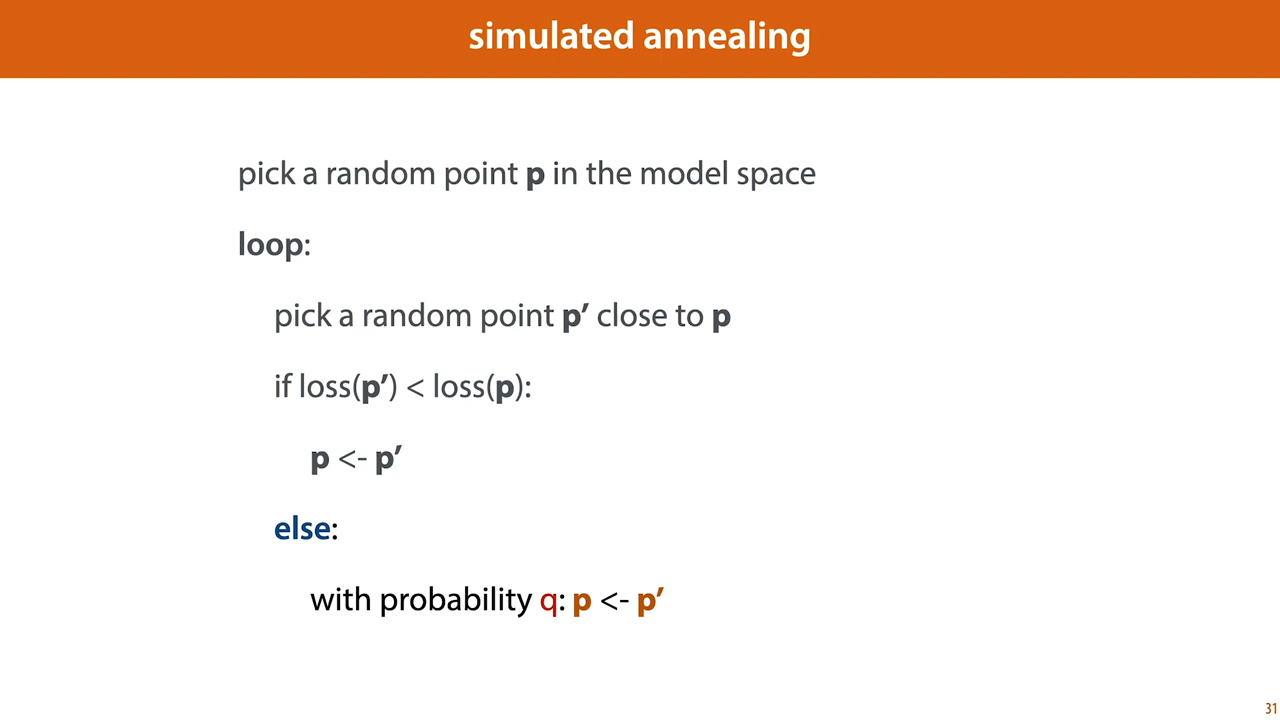 simulated annealing
pick a random point p in the model space
loop:
pick a random point p′ close to p
if loss(p′) < loss(p):
p <- p′
else:
with probability q: p <- p′
31